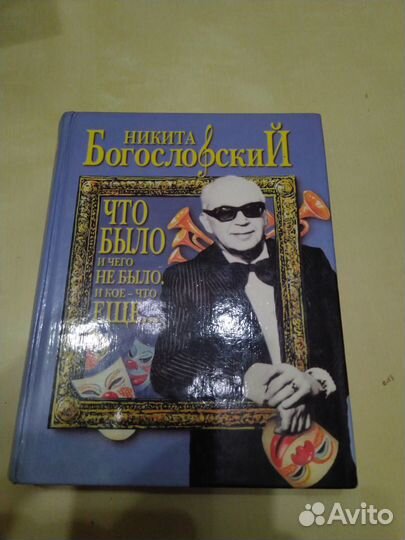 НИКИТА
БОГОСЛОВСКИЙ
ЧТО
БЫЛО
И ЧЕГО
НЕ БЫЛО.
И КОЕ-ЧТО
ЕЩЕ...
Avito